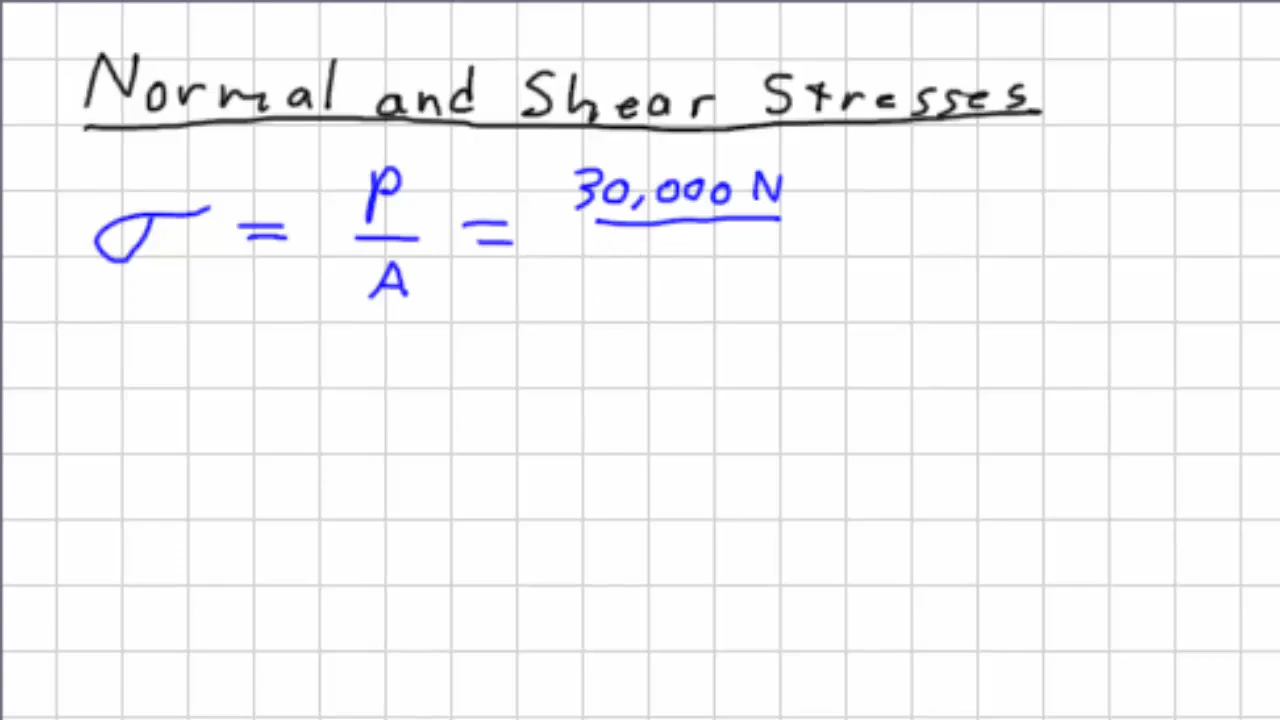 Normal and Shear Stresses
σ = P/A = 30,000 N